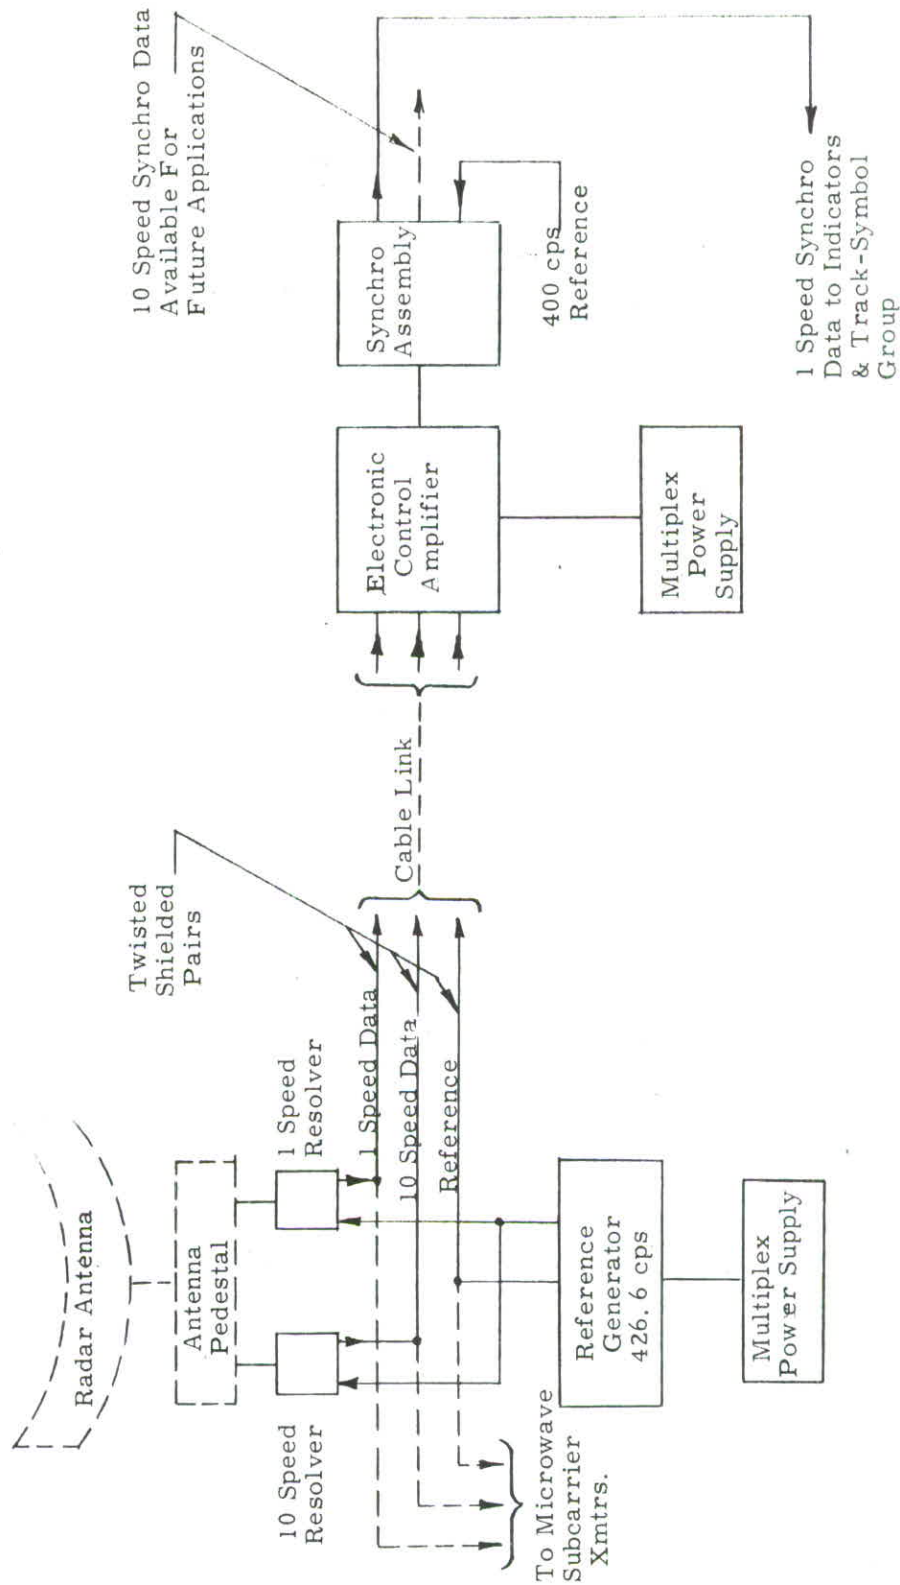 Radar Antenna
Antenna
Pedestal
10 Speed
Resolver
1 Speed
Resolver
1 Speed Data
10 Speed Data
Reference
To Microwave
Subcarrier
Xmtrs.
Reference
Generator
426.6 cps
Multiplex
Power Supply
Twisted
Shielded
Pairs
Cable Link
Electronic
Control
Amplifier
Multiplex
Power
Supply
Synchro
Assembly
400 cps
Reference
10 Speed Synchro Data
Available For
Future Applications
1 Speed Synchro
Data to Indicators
& Track-Symbol
Group